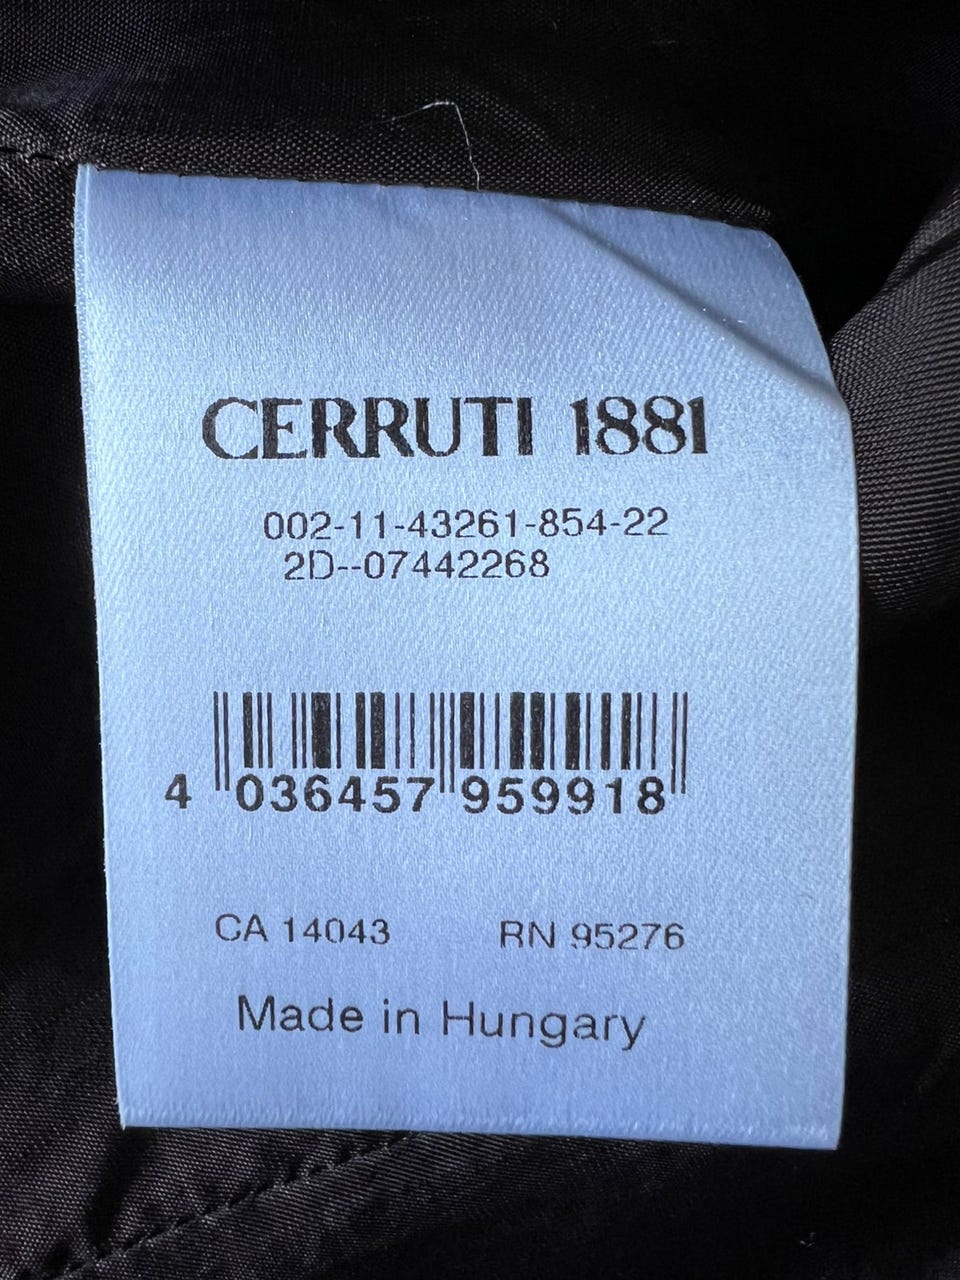 CERRUTI 1881
002-11-43261-854-22
2D--07442268
4 036457 959918
CA 14043 RN 95276
Made in Hungary